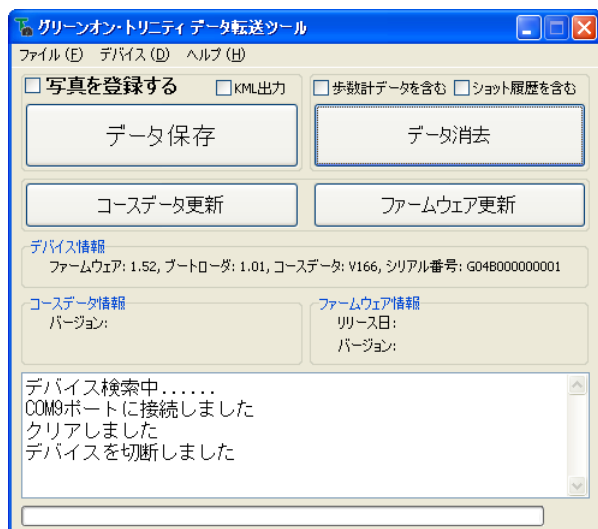 グリーンオン・トリニティ データ転送ツール
ファイル(F) デバイス(D) ヘルプ(H)
写真を登録する KML出力 歩数計データを含む ショット履歴を含む
データ保存 データ消去
コースデータ更新 ファームウェア更新
デバイス情報
ファームウェア: 1.52, ブートローダ: 1.01, コースデータ: V166, シリアル番号: G04B000000001
コースデータ情報 ファームウェア情報
バージョン: リリース日:
バージョン:
デバイス検索中......
COM9ポートに接続しました
クリアしました
デバイスを切断しました